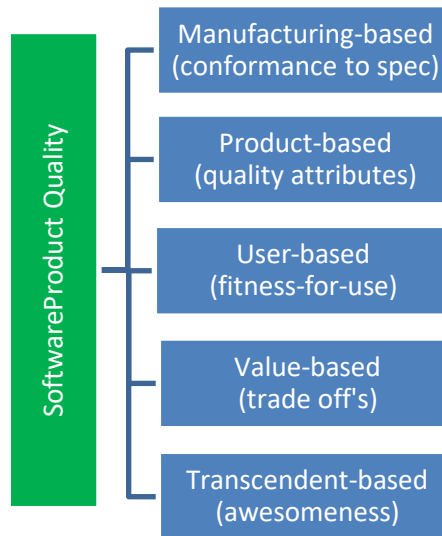 SoftwareProduct Quality
Manufacturing-based
(conformance to spec)
Product-based
(quality attributes)
User-based
(fitness-for-use)
Value-based
(trade off's)
Transcendent-based
(awesomeness)